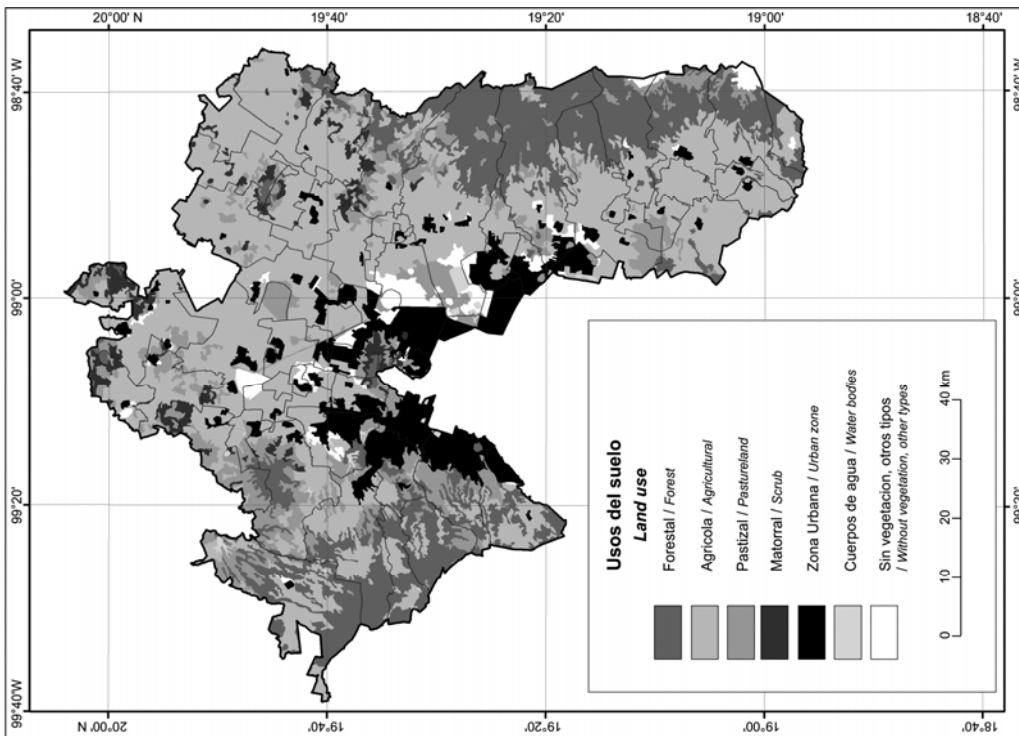 20°00' N
19°40'
19°20'
19°00'
18°40'
98°40' W
99°00'
99°20'
99°40'W
98°40' W
99°00'
99°20'
20°00' N
19°40'
19°20'
19°00'
18°40'
Usos del suelo
Land use
Forestal / Forest
Agricola / Agricultural
Pastizal / Pastureland
Matorral / Scrub
Zona Urbana / Urban zone
Cuerpos de agua / Water bodies
Sin vegetacion, otros tipos
/ Without vegetation, other types
0 10 20 30 40 km